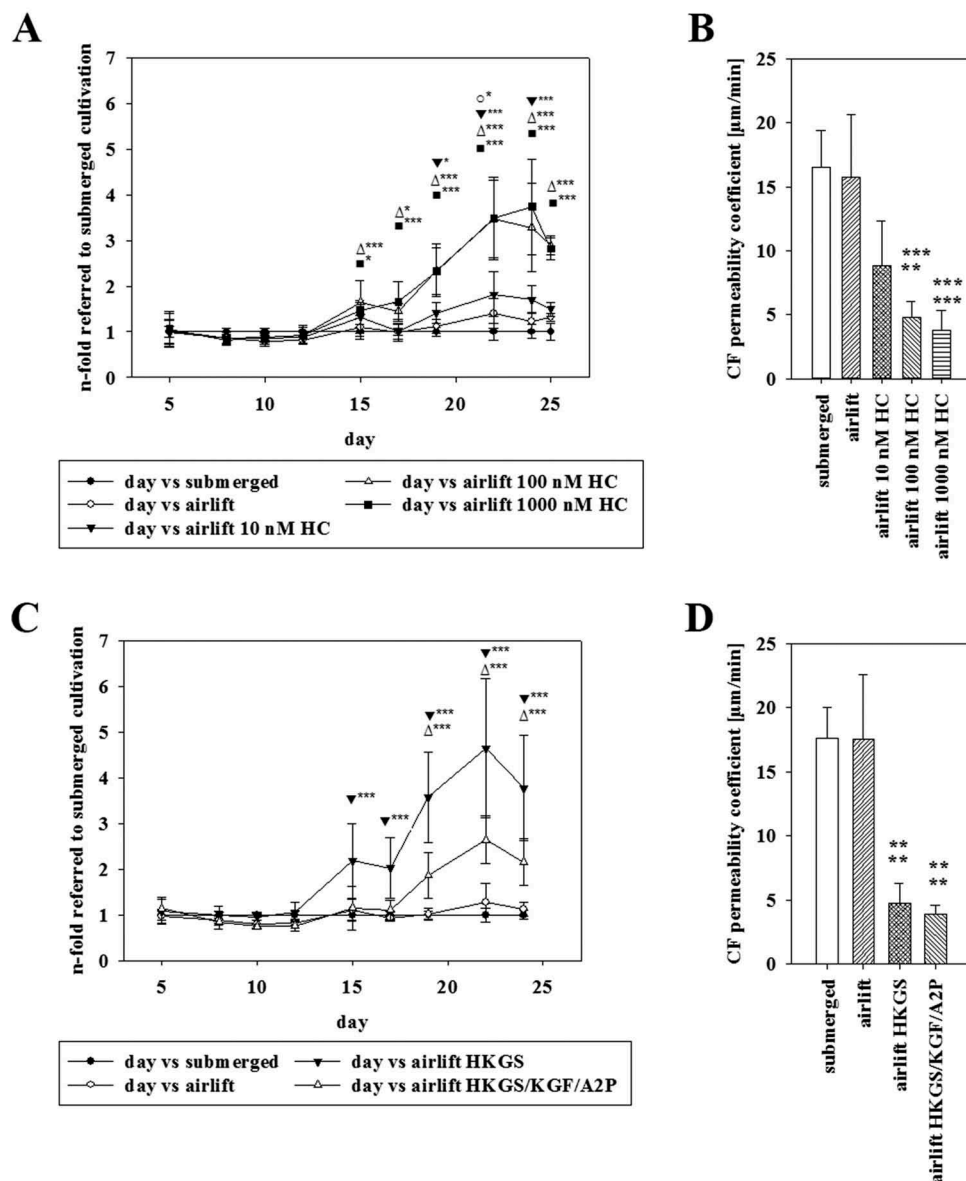 A
n-fold referred to submerged cultivation
7
6
5
4
3
2
1
0
*
***
***
***
***
***
***
*
***
***
*
***
***
***
***
*
5
10
15
20
25
day
day vs submerged
day vs airlift
day vs airlift 10 nM HC
day vs airlift 100 nM HC
day vs airlift 1000 nM HC
B
CF permeability coefficient [µm/min]
25
20
15
10
5
0
***
**
***
***
submerged
airlift
airlift 10 nM HC
airlift 100 nM HC
airlift 1000 nM HC
C
n-fold referred to submerged cultivation
7
6
5
4
3
2
1
0
***
***
***
***
***
***
***
***
5
10
15
20
25
day
day vs submerged
day vs airlift
day vs airlift HKGS
day vs airlift HKGS/KGF/A2P
D
CF permeability coefficient [µm/min]
25
20
15
10
5
0
**
**
**
**
submerged
airlift
airlift HKGS
airlift HKGS/KGF/A2P